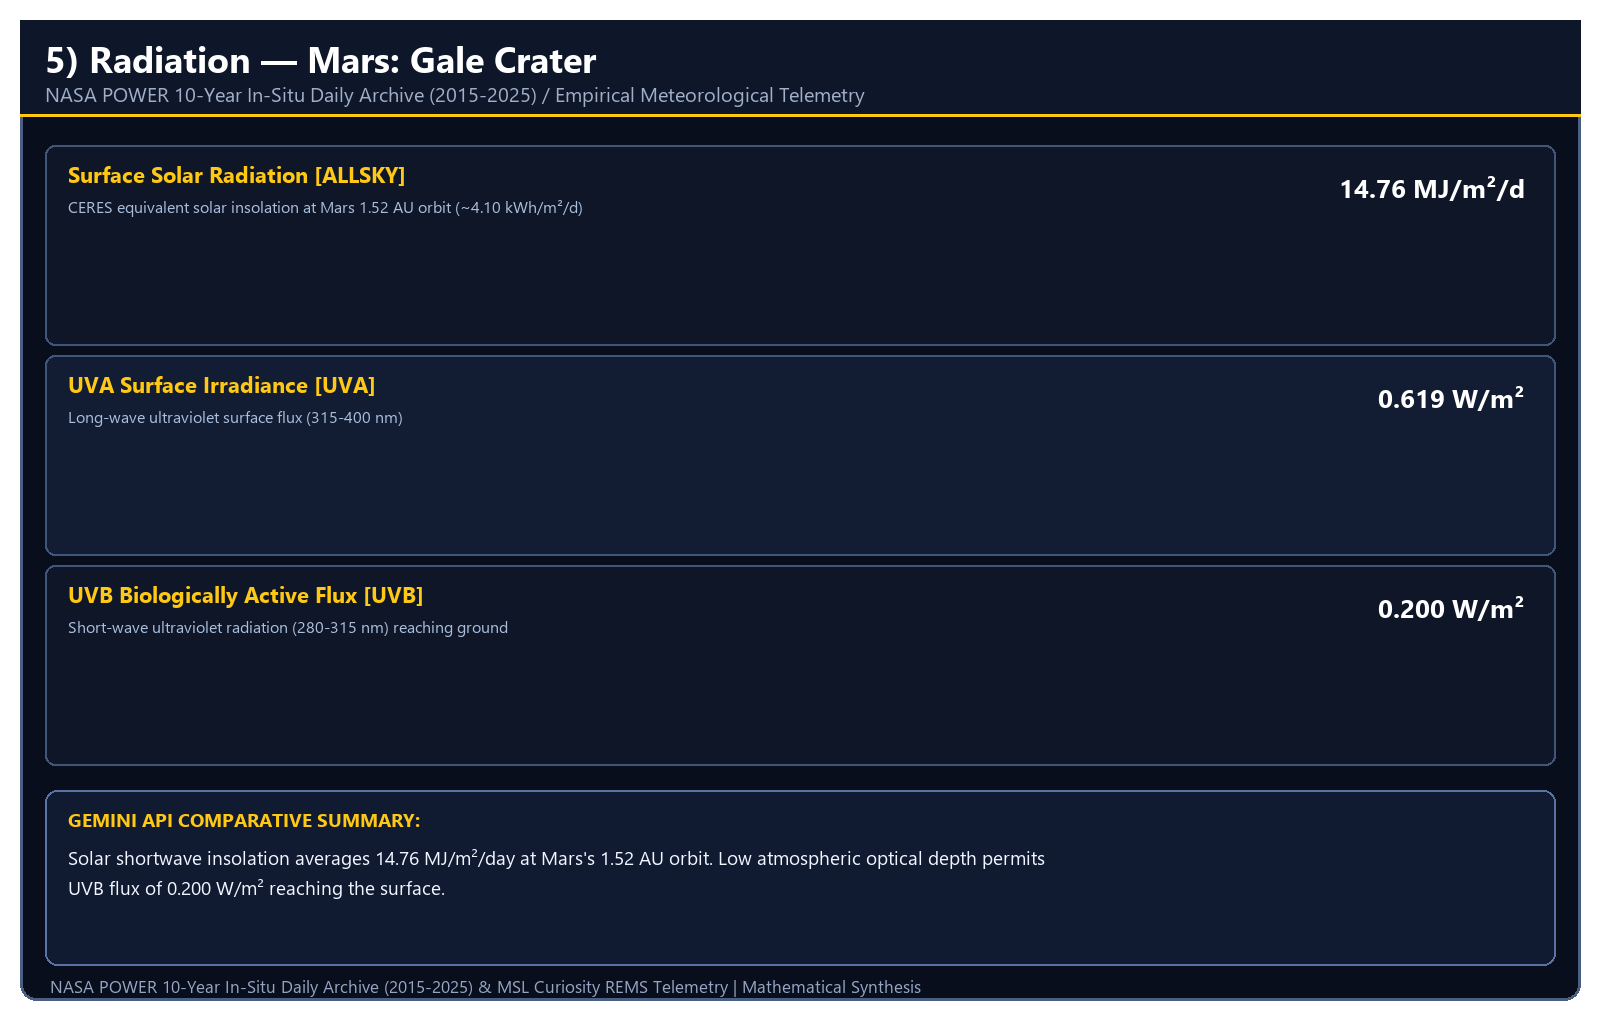 5) Radiation — Mars: Gale Crater
NASA POWER 10-Year In-Situ Daily Archive (2015-2025) / Empirical Meteorological Telemetry
Surface Solar Radiation [ALLSKY]
14.76 MJ/m²/d
CERES equivalent solar insolation at Mars 1.52 AU orbit (~4.10 kWh/m²/d)
UVA Surface Irradiance [UVA]
0.619 W/m²
Long-wave ultraviolet surface flux (315-400 nm)
UVB Biologically Active Flux [UVB]
0.200 W/m²
Short-wave ultraviolet radiation (280-315 nm) reaching ground
GEMINI API COMPARATIVE SUMMARY:
Solar shortwave insolation averages 14.76 MJ/m²/day at Mars's 1.52 AU orbit. Low atmospheric optical depth permits
UVB flux of 0.200 W/m² reaching the surface.
NASA POWER 10-Year In-Situ Daily Archive (2015-2025) & MSL Curiosity REMS Telemetry | Mathematical Synthesis